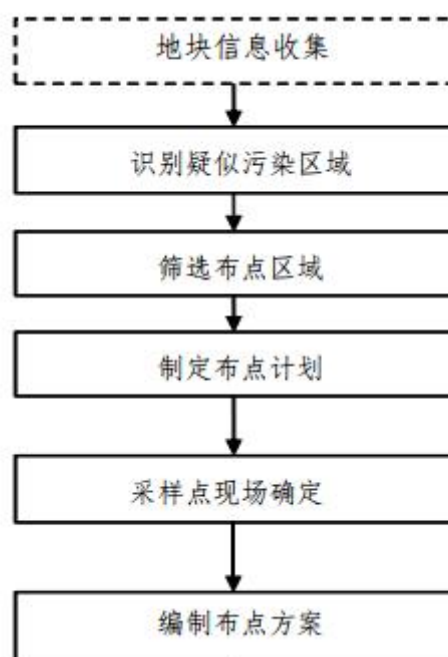 地块信息收集
识别疑似污染区域
筛选布点区域
制定布点计划
采样点现场确定
编制布点方案